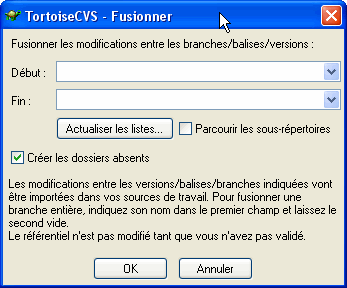 TortoiseCVS - Fusionner
Fusionner les modifications entre les branches/balises/versions :
Début :
Fin :
Actualiser les listes...
Parcourir les sous-répertoires
Créer les dossiers absents
Les modifications entre les versions/balises/branches indiquées vont
être importées dans vos sources de travail. Pour fusionner une
branche entière, indiquez son nom dans le premier champ et laissez le
second vide.
Le référentiel n'est pas modifié tant que vous n'avez pas validé.
OK
Annuler